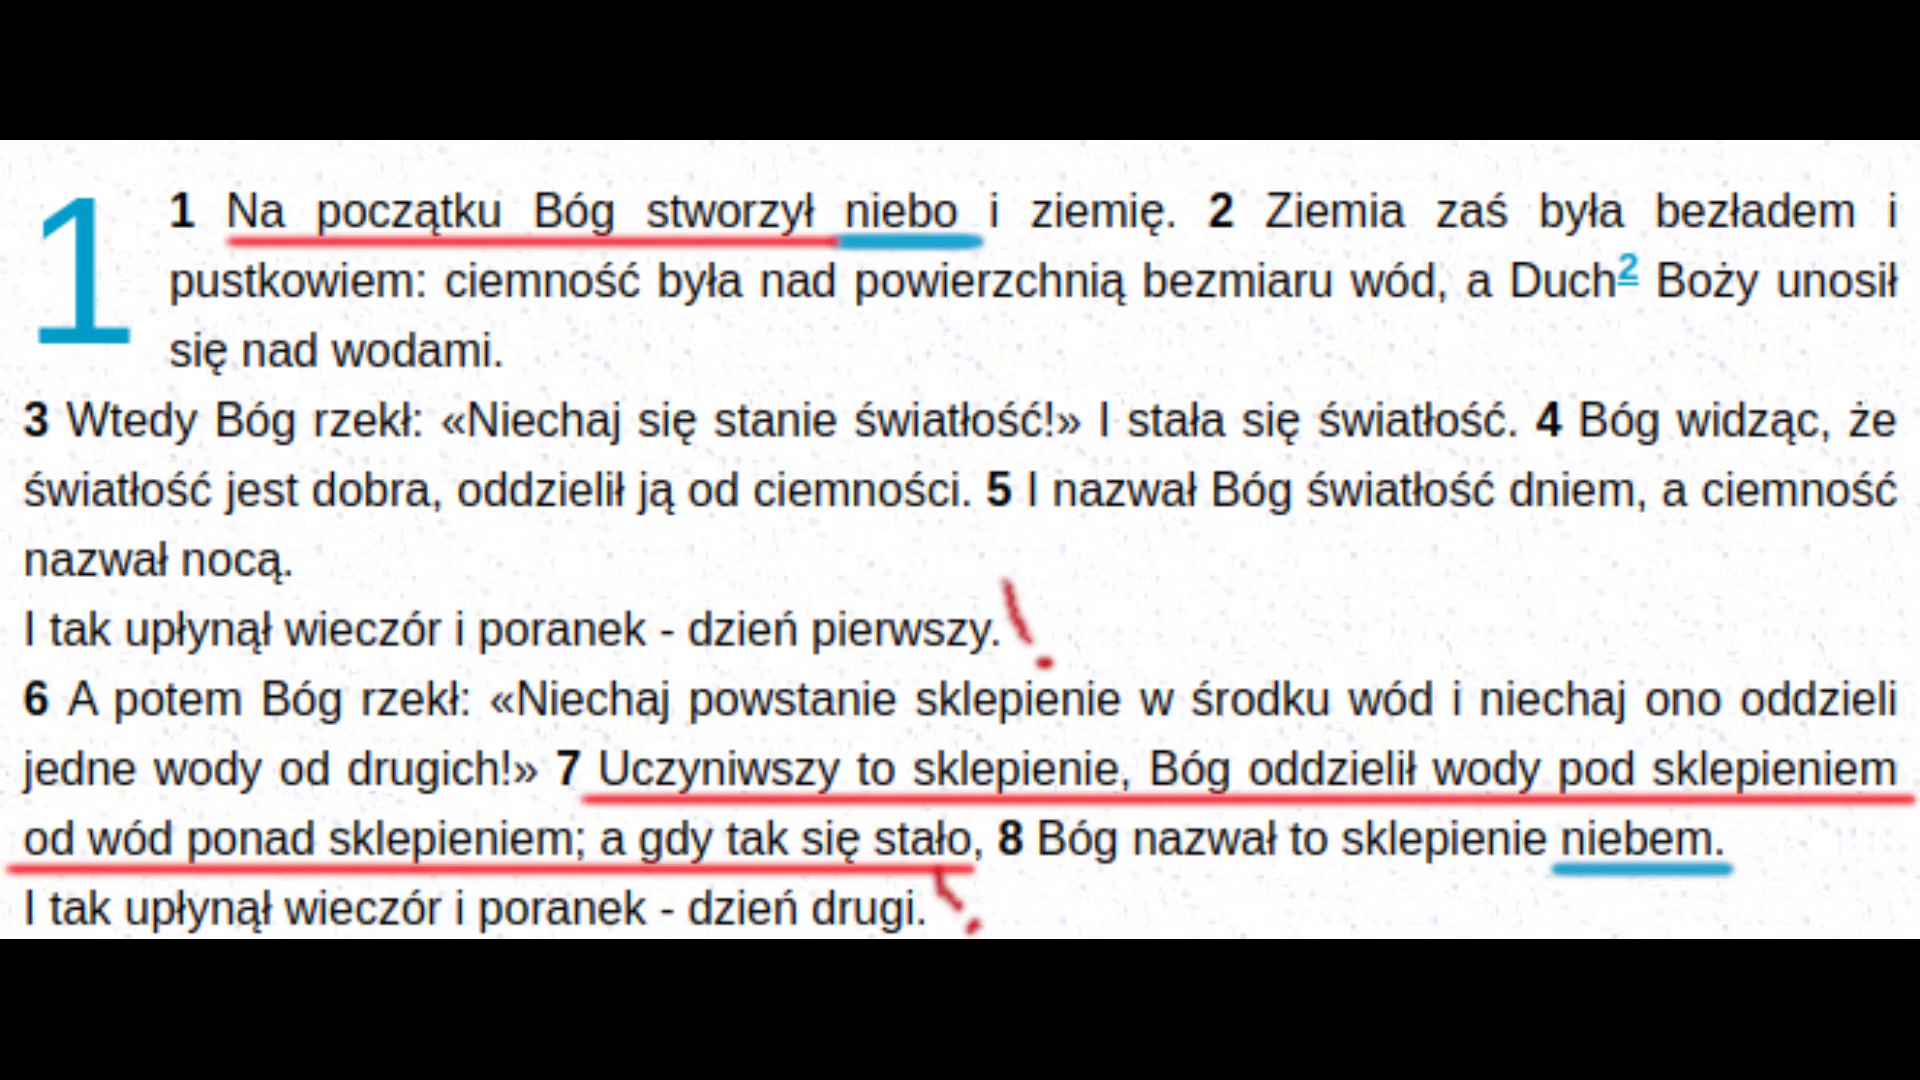 1
1 Na początku Bóg stworzył niebo i ziemię. 2 Ziemia zaś była bezładem i
pustkowiem: ciemność była nad powierzchnią bezmiaru wód, a Duch2 Boży unosił
się nad wodami.
3 Wtedy Bóg rzekł: «Niechaj się stanie światłość!» I stała się światłość. 4 Bóg widząc, że
światłość jest dobra, oddzielił ją od ciemności. 5 I nazwał Bóg światłość dniem, a ciemność
nazwał nocą.
I tak upłynął wieczór i poranek - dzień pierwszy.
6 A potem Bóg rzekł: «Niechaj powstanie sklepienie w środku wód i niechaj ono oddzieli
jedne wody od drugich!» 7 Uczyniwszy to sklepienie, Bóg oddzielił wody pod sklepieniem
od wód ponad sklepieniem; a gdy tak się stało, 8 Bóg nazwał to sklepienie niebem.
I tak upłynął wieczór i poranek - dzień drugi.